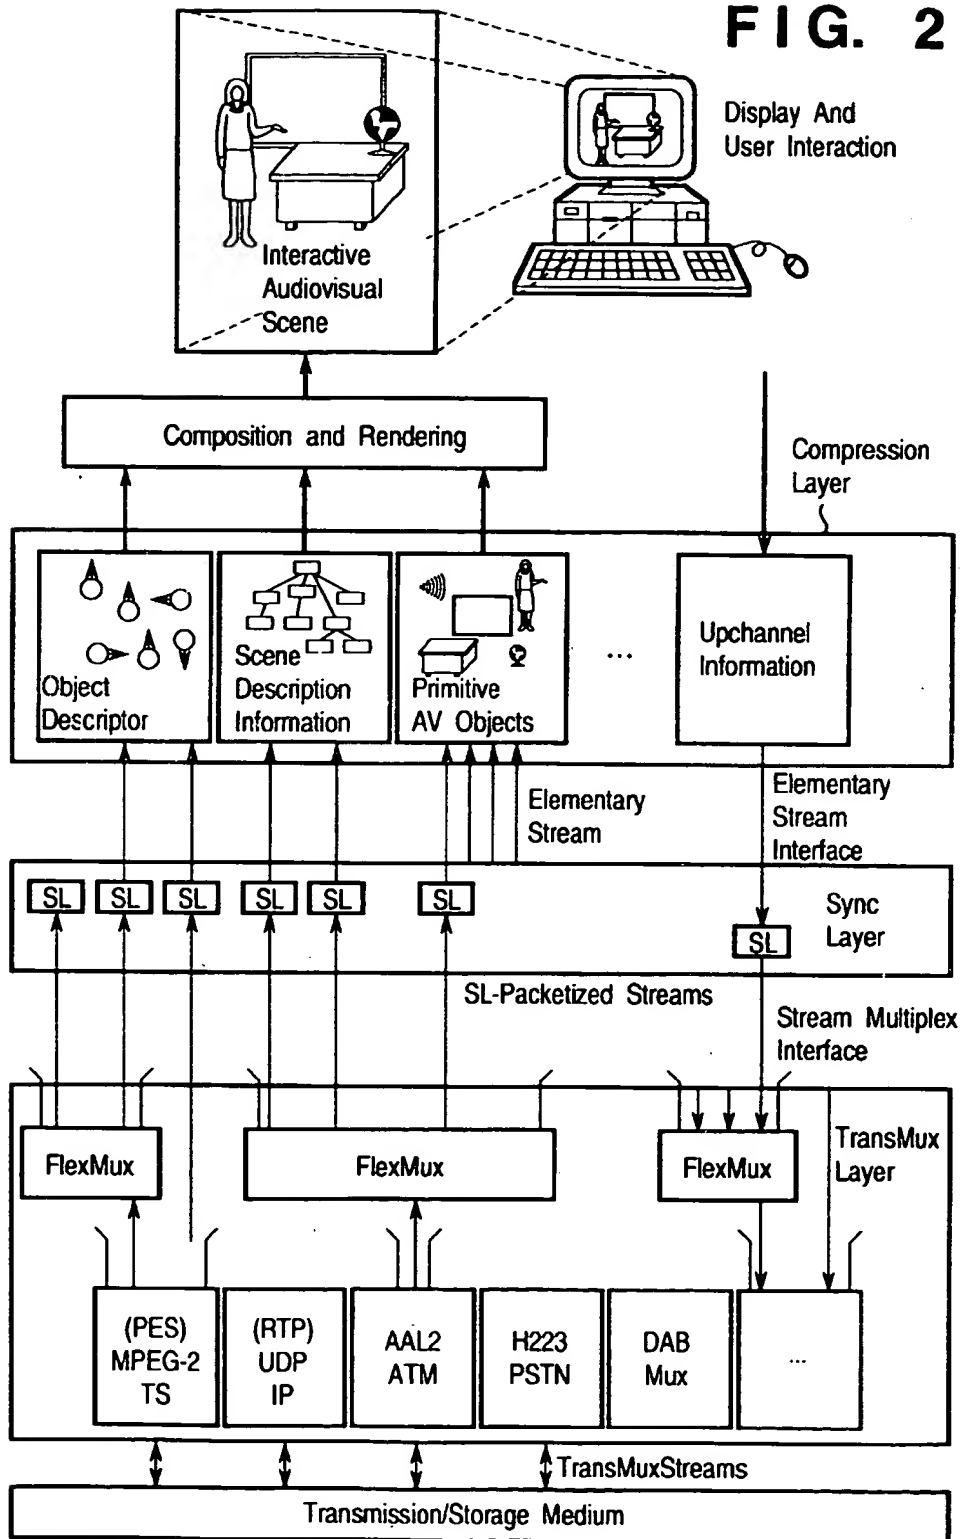 FIG. 2
Display And
User Interaction
Interactive
Audiovisual
Scene
Composition and Rendering
Compression
Layer
Object
Descriptor
Scene
Description
Information
Primitive
AV Objects
...
Upchannel
Information
Elementary
Stream
Elementary
Stream
Interface
SL
SL
SL
SL
SL
SL
SL
Sync
Layer
SL-Packetized Streams
Stream Multiplex
Interface
FlexMux
FlexMux
FlexMux
TransMux
Layer
(PES)
MPEG-2
TS
(RTP)
UDP
IP
AAL2
ATM
H223
PSTN
DAB
Mux
...
TransMuxStreams
Transmission/Storage Medium